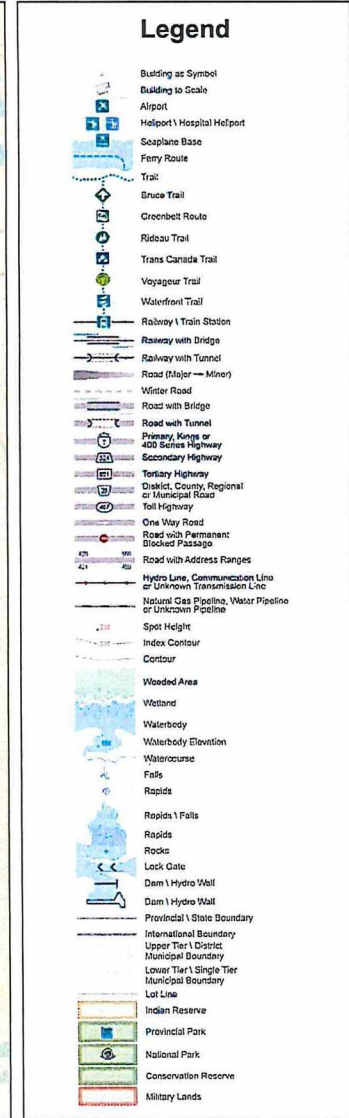 Legend
Building as Symbol
Building to Scale
Airport
Heliport \ Hospital Heliport
Seaplane Base
Ferry Route
Trail
Bruce Trail
Greenbelt Route
Rideau Trail
Trans Canada Trail
Voyageur Trail
Waterfront Trail
Railway \ Train Station
Railway with Bridge
Railway with Tunnel
Road (Major → Minor)
Winter Road
Road with Bridge
Road with Tunnel
Primary, Kings or
400 Series Highway
Secondary Highway
Tertiary Highway
District, County, Regional
or Municipal Road
Toll Highway
One Way Road
Road with Permanent
Blocked Passage
Road with Address Ranges
Hydro Line, Communication Line
or Unknown Transmission Line
Natural Gas Pipeline, Water Pipeline
or Unknown Pipeline
Spot Height
Index Contour
Contour
Wooded Area
Wetland
Waterbody
Waterbody Elevation
Watercourse
Falls
Rapids
Rapids \ Falls
Rapids
Rocks
Lock Gate
Dam \ Hydro Wall
Dam \ Hydro Wall
Provincial \ State Boundary
International Boundary
Upper Tier \ District
Municipal Boundary
Lower Tier \ Single Tier
Municipal Boundary
Lot Line
Indian Reserve
Provincial Park
National Park
Conservation Reserve
Military Lands